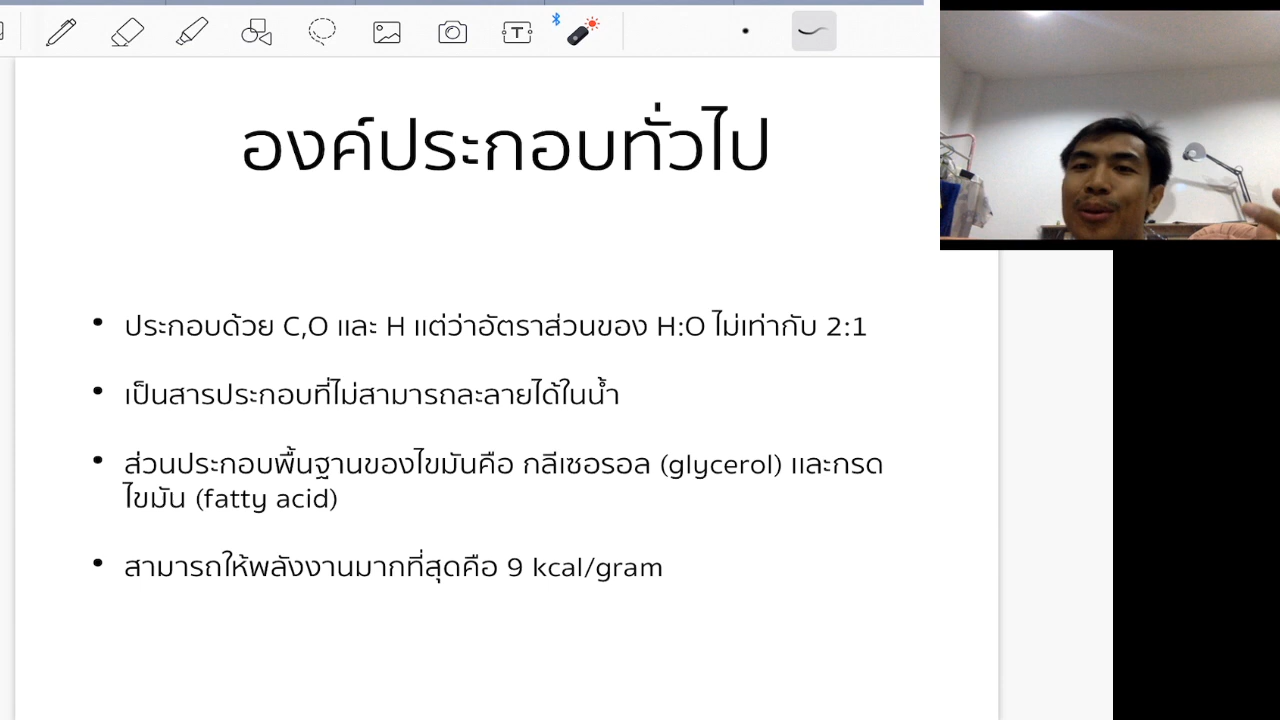 องค์ประกอบทั่วไป
• ประกอบด้วย C,O และ H แต่ว่าอัตราส่วนของ H:O ไม่เท่ากับ 2:1
• เป็นสารประกอบที่ไม่สามารถละลายได้ในน้ำ
• ส่วนประกอบพื้นฐานของไขมันคือ กลีเซอรอล (glycerol) และกรด
ไขมัน (fatty acid)
• สามารถให้พลังงานมากที่สุดคือ 9 kcal/gram